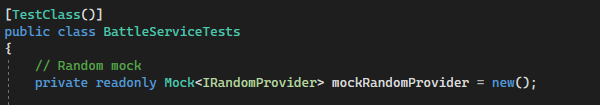 [TestClass()]
public class BattleServiceTests
{
    // Random mock
    private readonly Mock<IRandomProvider> mockRandomProvider = new();